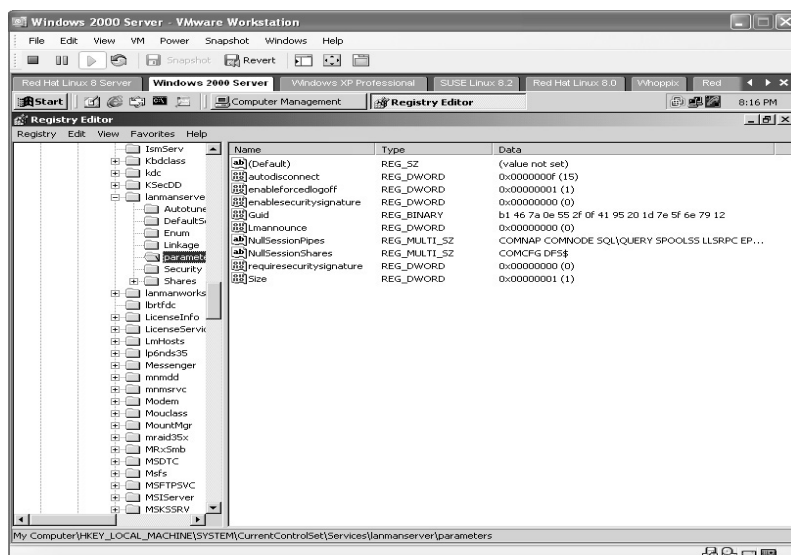 Windows 2000 Server - VMware Workstation
File Edit View VM Power Snapshot Windows Help
Snapshot Revert
Red Hat Linux 8 Server Windows 2000 Server Windows XP Professional SUSE Linux 8.2 Red Hat Linux 8.0 Whoppix Red
Start Computer Management Registry Editor 8:16 PM
Registry Editor
Registry Edit View Favorites Help
IsmServ
Kbdclass
kdc
KSecDD
lanmanserve
Autotune
DefaultSe
Enum
Linkage
paramete
Security
Shares
lanmanworks
lbrtfdc
LicenseInfo
LicenseServic
LmHosts
lp6nds35
Messenger
mnmdd
mnmsrvc
Modem
Mouclass
MountMgr
mraid35x
MRxSmb
MSDTC
Msfs
MSFTPSVC
MSIServer
MSKSSRV
Name Type Data
(Default) REG_SZ (value not set)
autodisconnect REG_DWORD 0x0000000f (15)
enableforcedlogoff REG_DWORD 0x00000001 (1)
enablesecuritysignature REG_DWORD 0x00000000 (0)
Guid REG_BINARY b1 46 7a 0e 55 2f 0f 41 95 20 1d 7e 5f 6e 79 12
Lmannounce REG_DWORD 0x00000000 (0)
NullSessionPipes REG_MULTI_SZ COMNAP COMNODE SQL\QUERY SPOOLSS LLSRPC EP...
NullSessionShares REG_MULTI_SZ COMCFG DFS$
requiresecuritysignature REG_DWORD 0x00000000 (0)
Size REG_DWORD 0x00000001 (1)
My Computer\HKEY_LOCAL_MACHINE\SYSTEM\CurrentControlSet\Services\lanmanserver\parameters